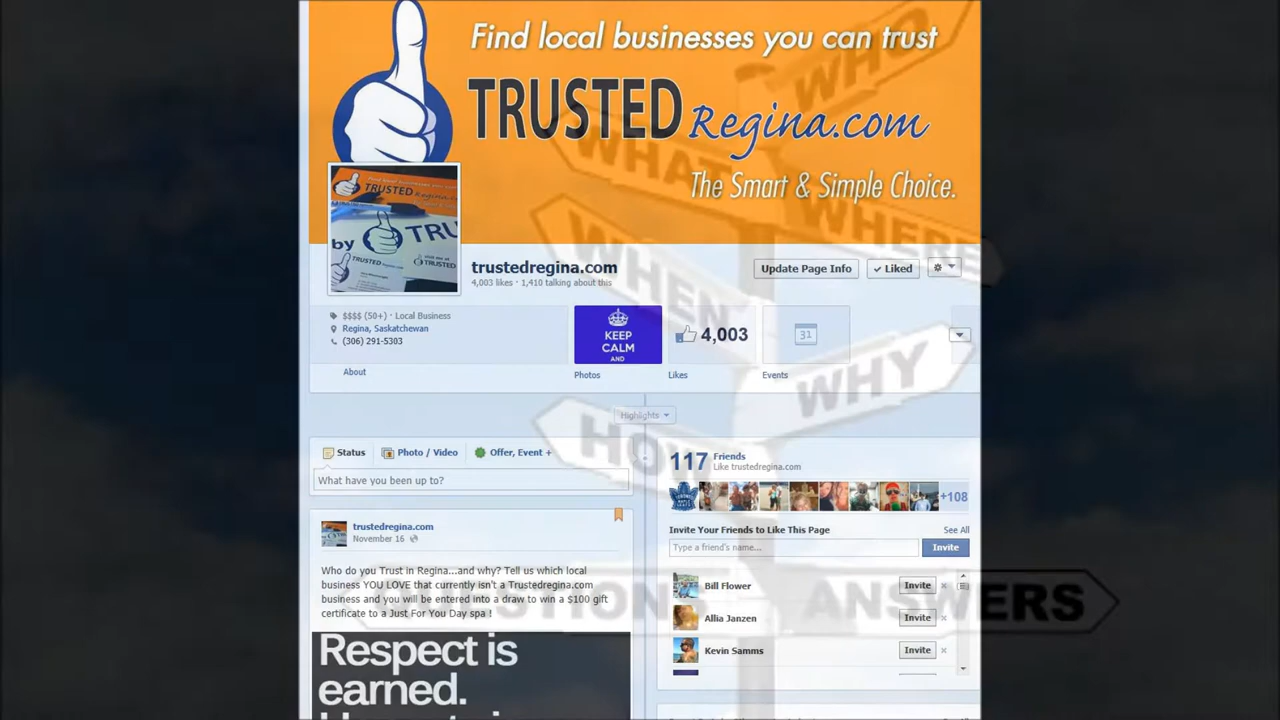 Find local businesses you can trust
TRUSTED Regina.com
The Smart & Simple Choice.
WHO
WHAT
WHERE
WHEN
WHY
HOW
QUESTIONS
ANSWERS
by TRU
TRUSTED
trustedregina.com
4,003 likes · 1,410 talking about this
Update Page Info
Liked
$$$$ (50+) · Local Business
Regina, Saskatchewan
(306) 291-5303
About
KEEP
CALM
AND
Photos
4,003
Likes
31
Events
Highlights
Status
Photo / Video
Offer, Event +
What have you been up to?
117 Friends
Like trustedregina.com
+108
Invite Your Friends to Like This Page
See All
Type a friend's name...
Invite
Bill Flower
Invite
Allia Janzen
Invite
Kevin Samms
Invite
trustedregina.com
November 16
Who do you Trust in Regina...and why? Tell us which local
business YOU LOVE that currently isn't a Trustedregina.com
business and you will be entered into a draw to win a $100 gift
certificate to a Just For You Day spa !
Respect is
earned.